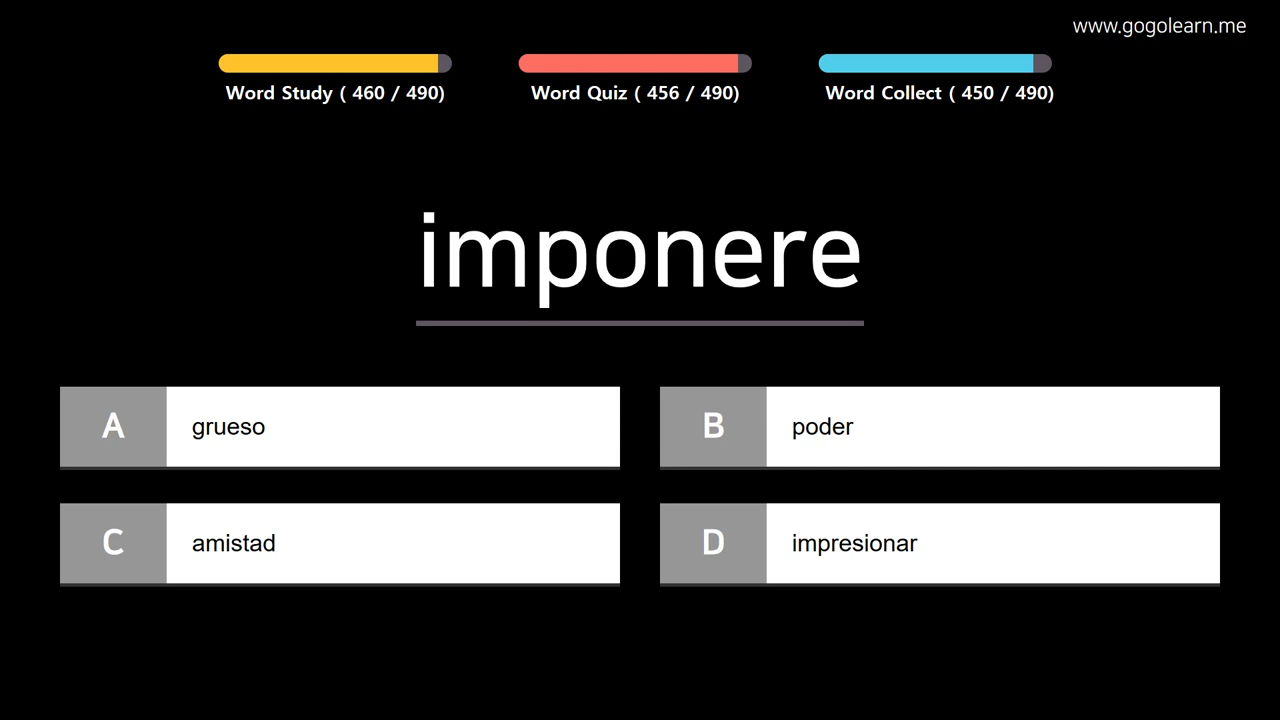 www.gogolearn.me
Word Study ( 460 / 490)
Word Quiz ( 456 / 490)
Word Collect ( 450 / 490)
imponere
A grueso
B poder
C amistad
D impresionar